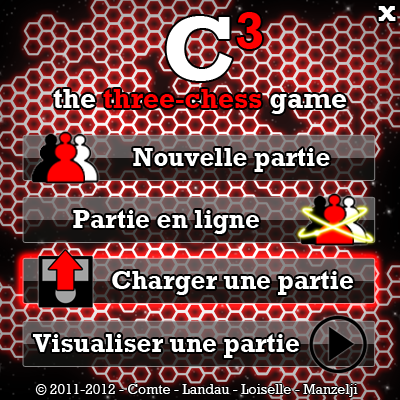 C3
the three-chess game
Nouvelle partie
Partie en ligne
Charger une partie
Visualiser une partie
© 2011-2012 - Comte - Landau - Loiselle - Manzelji